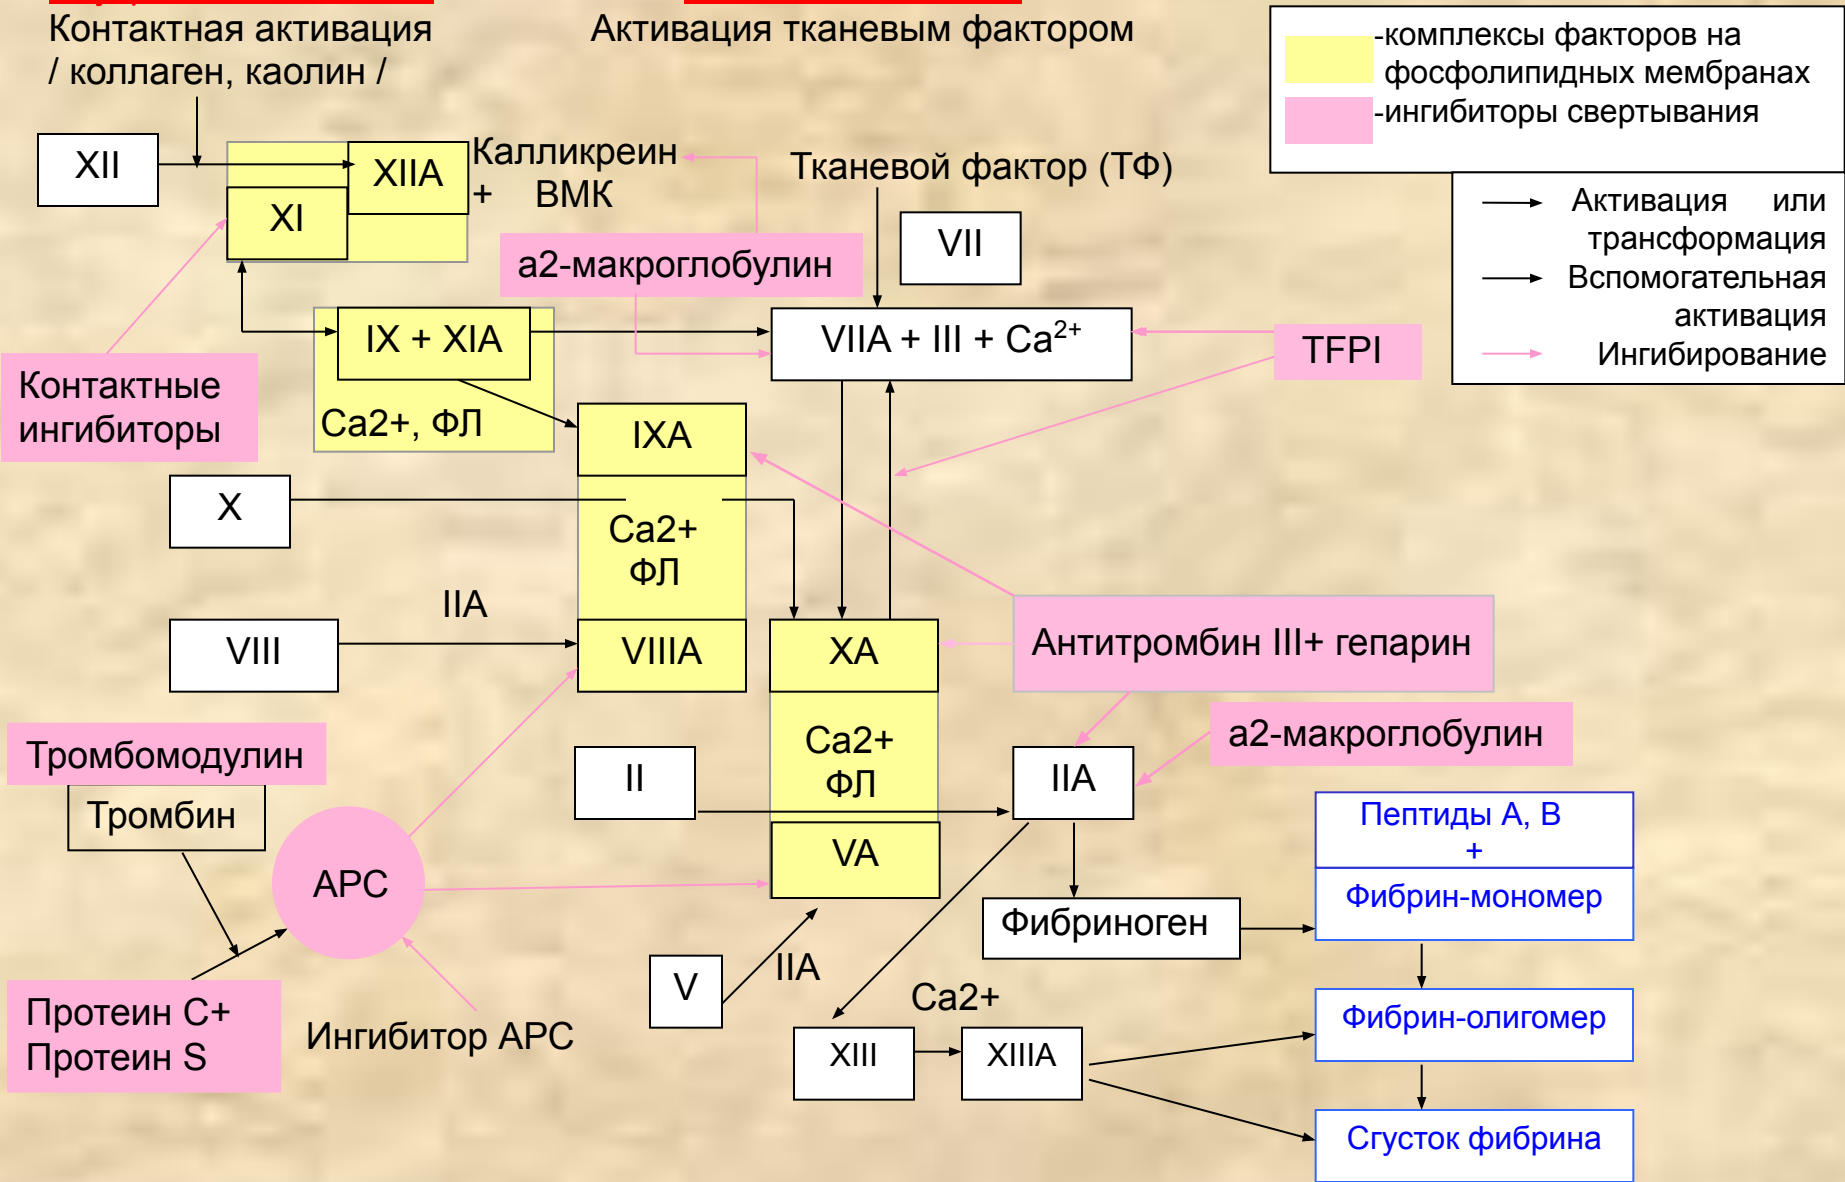 Контактная активация
/ коллаген, каолин /
Активация тканевым фактором
-комплексы факторов на
фосфолипидных мембранах
-ингибиторы свертывания
XII
XIIA
Калликреин
+ ВМК
XI
Тканевой фактор (ТФ)
VII
Активация или
трансформация
Вспомогательная
активация
Ингибирование
а2-макроглобулин
IX + XIA
VIIA + III + Ca²⁺
TFPI
Контактные
ингибиторы
Ca2+, ФЛ
IXA
X
Ca2+
ФЛ
IIA
VIII
VIIIA
XA
Антитромбин III+ гепарин
Тромбомодулин
Тромбин
II
Ca2+
ФЛ
IIA
а2-макроглобулин
VA
APC
Пептиды А, В
+
Фибрин-мономер
Фибриноген
V
IIA
Ca2+
Протеин С+
Протеин S
Ингибитор АРС
XIII
XIIIA
Фибрин-олигомер
Сгусток фибрина